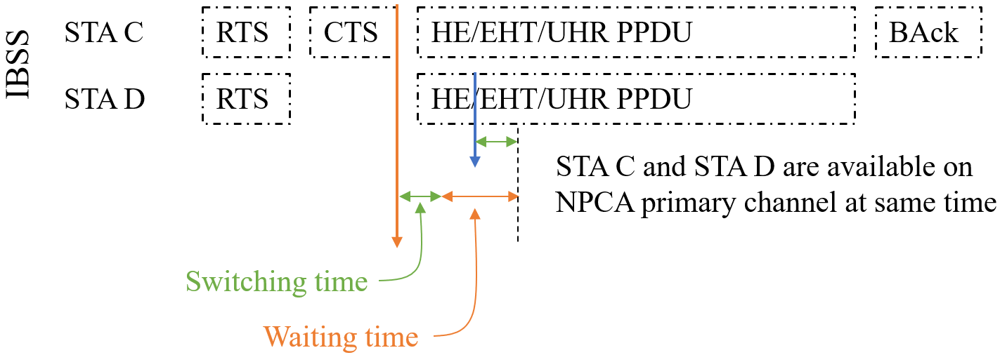 IBSS
STA C
RTS
CTS
HE/EHT/UHR PPDU
BAck
STA D
RTS
HE/EHT/UHR PPDU
STA C and STA D are available on
NPCA primary channel at same time
Switching time
Waiting time